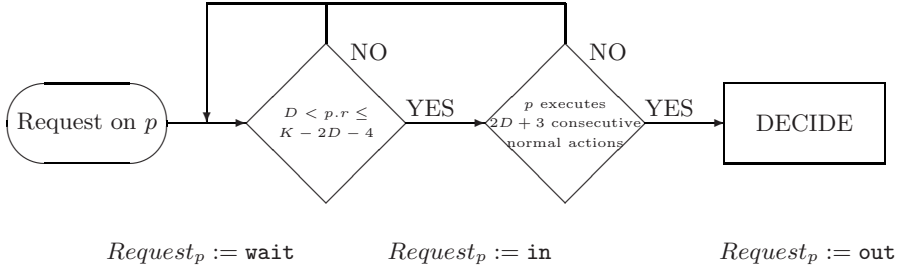 NO
NO
Request on p
D < p.r ≤
K − 2D − 4
YES
p executes
2D + 3 consecutive
normal actions
YES
DECIDE
Request_p := wait
Request_p := in
Request_p := out